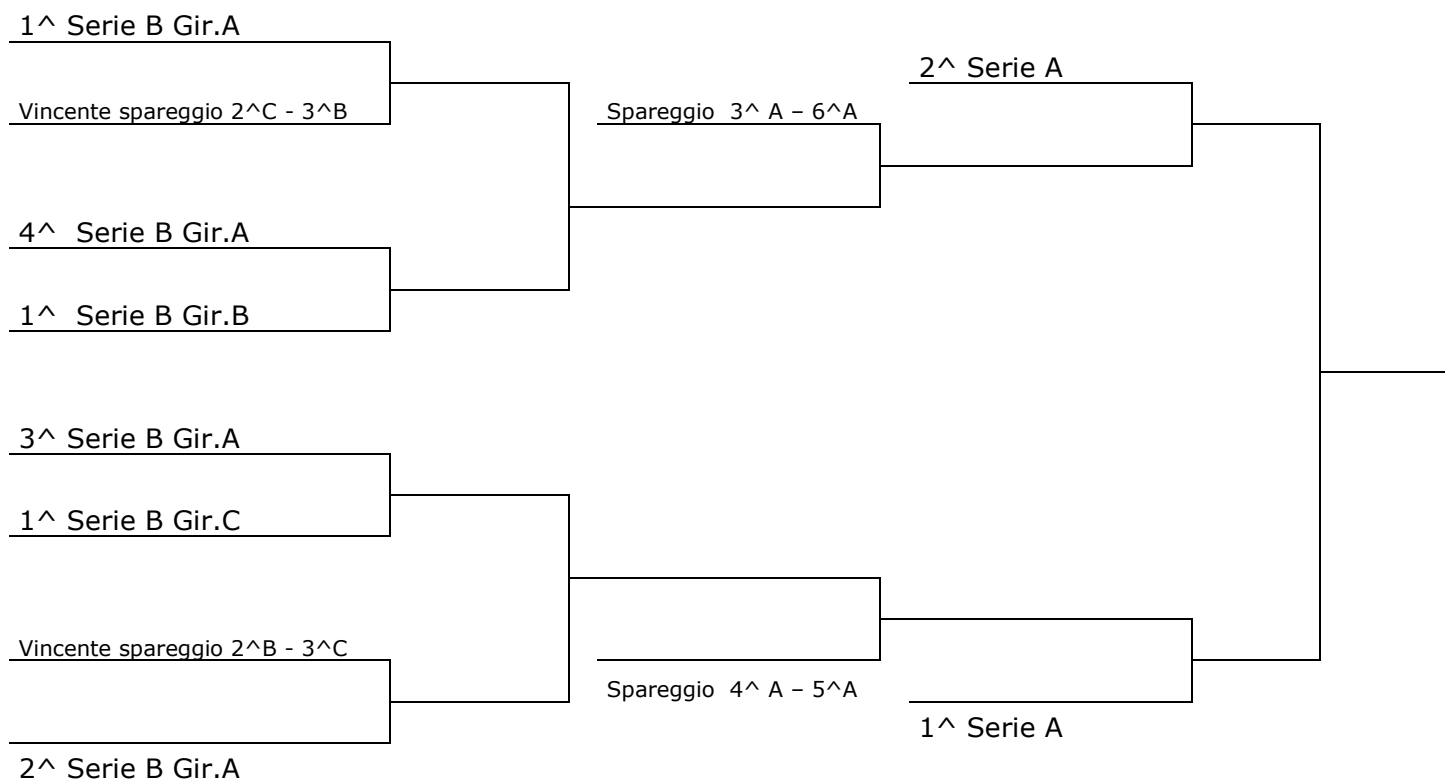 1^ Serie B Gir.A
2^ Serie A
Vincente spareggio 2^C - 3^B
Spareggio  3^ A – 6^A
4^  Serie B Gir.A
1^  Serie B Gir.B
3^ Serie B Gir.A
1^ Serie B Gir.C
Vincente spareggio 2^B - 3^C
Spareggio  4^ A – 5^A
1^ Serie A
2^ Serie B Gir.A